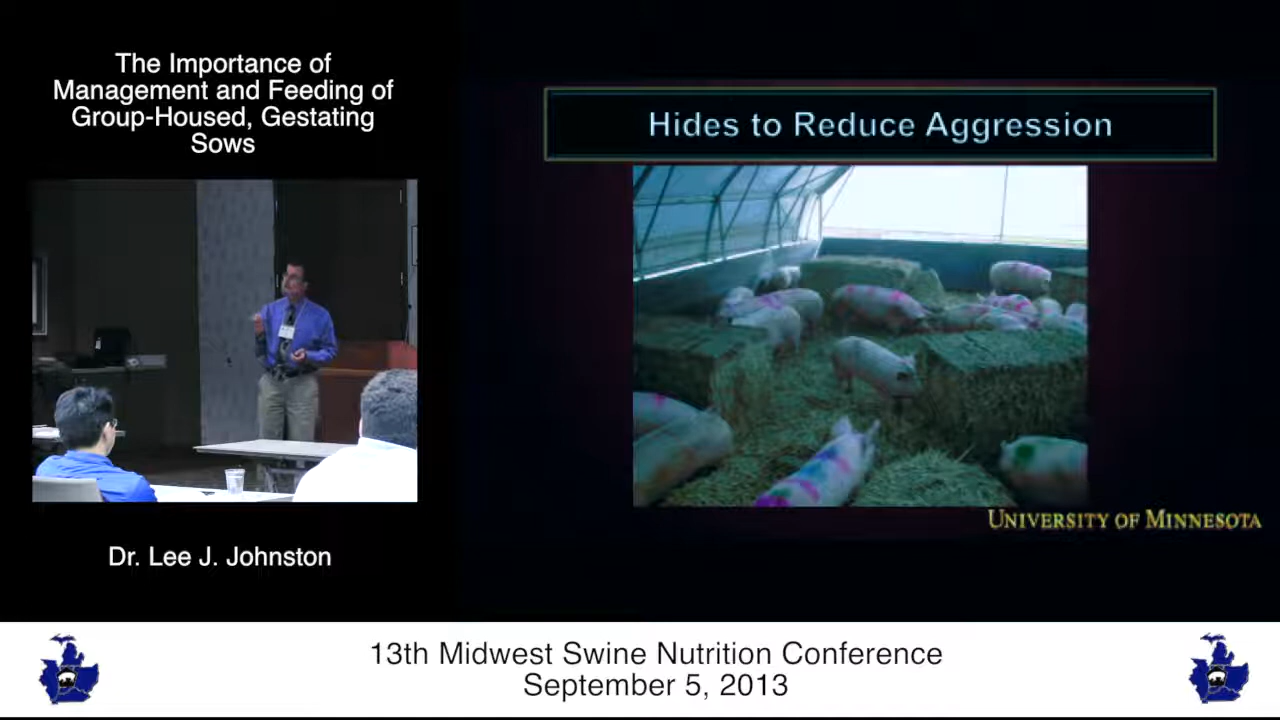 The Importance of
Management and Feeding of
Group-Housed, Gestating
Sows
Hides to Reduce Aggression
UNIVERSITY OF MINNESOTA
Dr. Lee J. Johnston
13th Midwest Swine Nutrition Conference
September 5, 2013